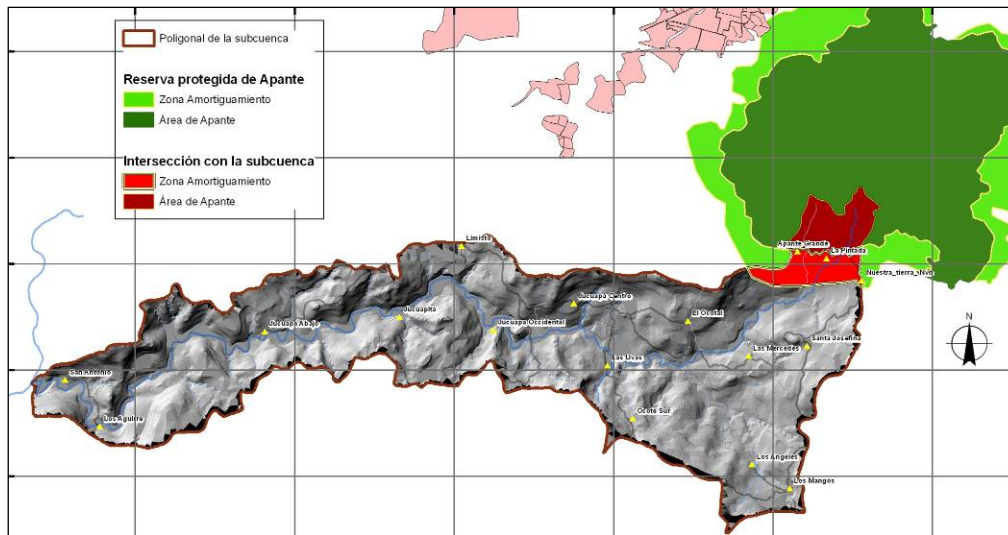 Poligonal de la subcuenca
Reserva protegida de Apante
Zona Amortiguamiento
Área de Apante
Intersección con la subcuenca
Zona Amortiguamiento
Área de Apante
Limisto
Apante_Grande
La Pintada
Nuestra_tierra
N
Jucuapa Centro
Jucuapita
El Ocotal
Jucuapa Abajo
Jucuapa Occidental
Santa Josefina
Las Mercedes
Las Uvas
San Antonio
Ocote Sur
Los Aguirre
Los Angeles
Los Mangos